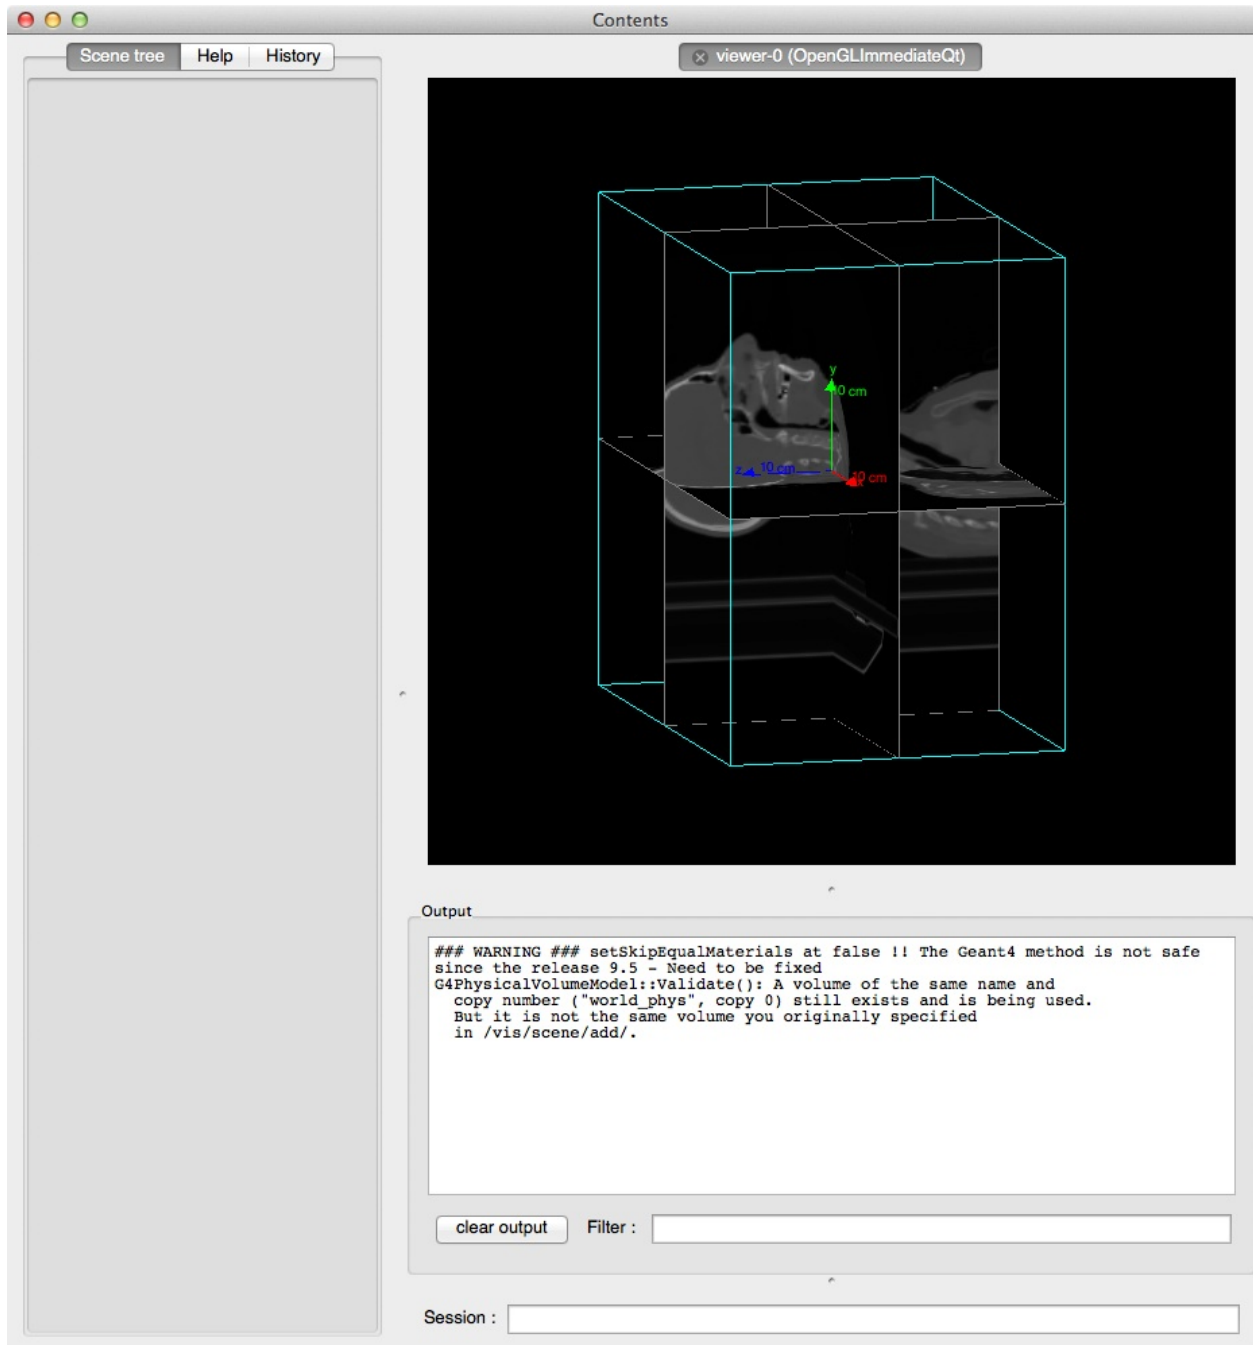 Contents
Scene tree Help History
viewer-0 (OpenGLImmediateQt)
y
10 cm
z 10 cm
10 cm
x
Output
### WARNING ### setSkipEqualMaterials at false !! The Geant4 method is not safe
since the release 9.5 - Need to be fixed
G4PhysicalVolumeModel::Validate(): A volume of the same name and
copy number ("world_phys", copy 0) still exists and is being used.
But it is not the same volume you originally specified
in /vis/scene/add/.
clear output Filter :
Session :